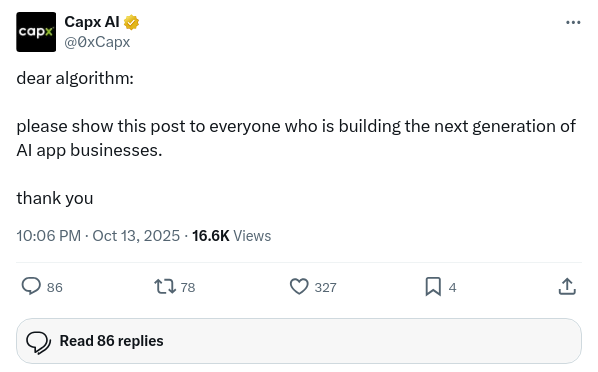 capx
Capx AI
@0xCapx
dear algorithm:
please show this post to everyone who is building the next generation of
AI app businesses.
thank you
10:06 PM · Oct 13, 2025 · 16.6K Views
86 78 327 4
Read 86 replies